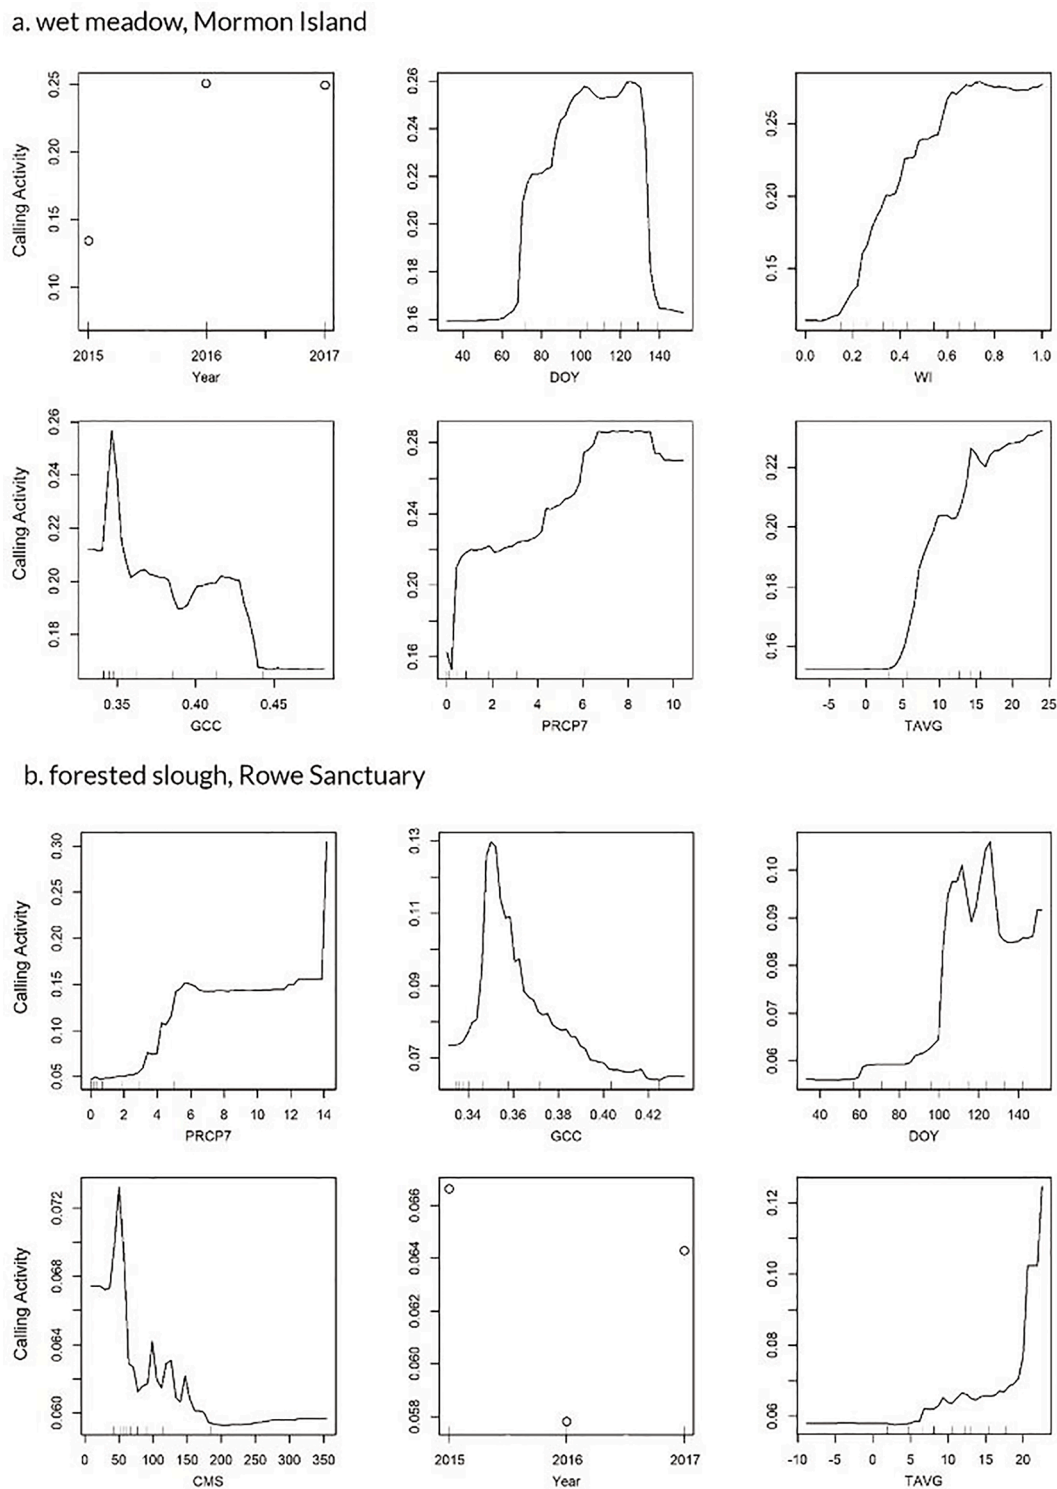 a. wet meadow, Mormon Island
Calling Activity
0.25
0.20
0.15
0.10
2015 2016 2017
Year
0.26
0.24
0.22
0.20
0.18
0.16
40 60 80 100 120 140
DOY
0.25
0.20
0.15
0.0 0.2 0.4 0.6 0.8 1.0
WI
Calling Activity
0.26
0.24
0.22
0.20
0.18
0.35 0.40 0.45
GCC
0.28
0.24
0.20
0.16
0 2 4 6 8 10
PRCP7
0.22
0.20
0.18
0.16
-5 0 5 10 15 20 25
TAVG
b. forested slough, Rowe Sanctuary
Calling Activity
0.30
0.25
0.20
0.15
0.10
0.05
0 2 4 6 8 10 12 14
PRCP7
0.13
0.11
0.09
0.07
0.34 0.36 0.38 0.40 0.42
GCC
0.10
0.09
0.08
0.07
0.06
40 60 80 100 120 140
DOY
Calling Activity
0.072
0.068
0.064
0.060
0 50 100 150 200 250 300 350
CMS
0.066
0.064
0.062
0.060
0.058
2015 2016 2017
Year
0.12
0.10
0.08
0.06
-10 -5 0 5 10 15 20
TAVG